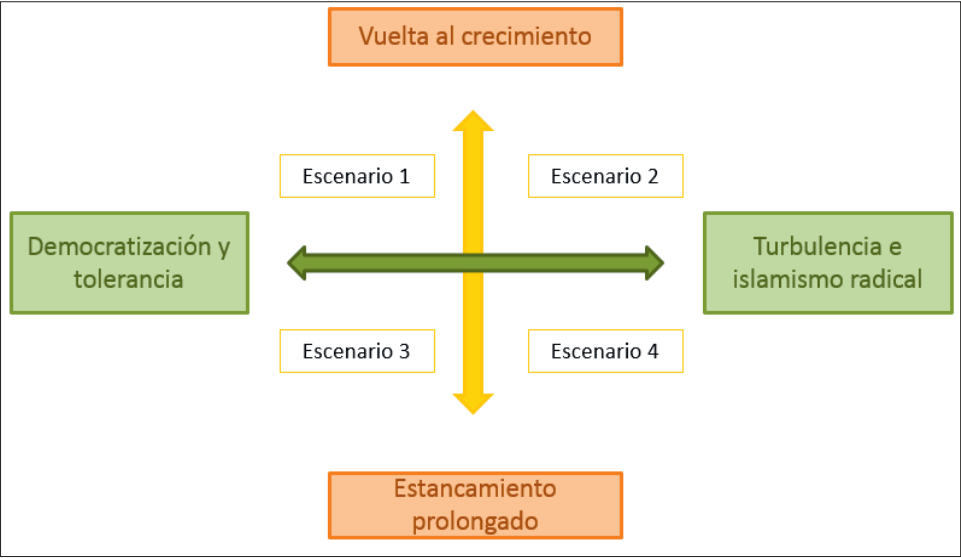 Vuelta al crecimiento
Escenario 1
Escenario 2
Democratización y
tolerancia
Turbulencia e
islamismo radical
Escenario 3
Escenario 4
Estancamiento
prolongado